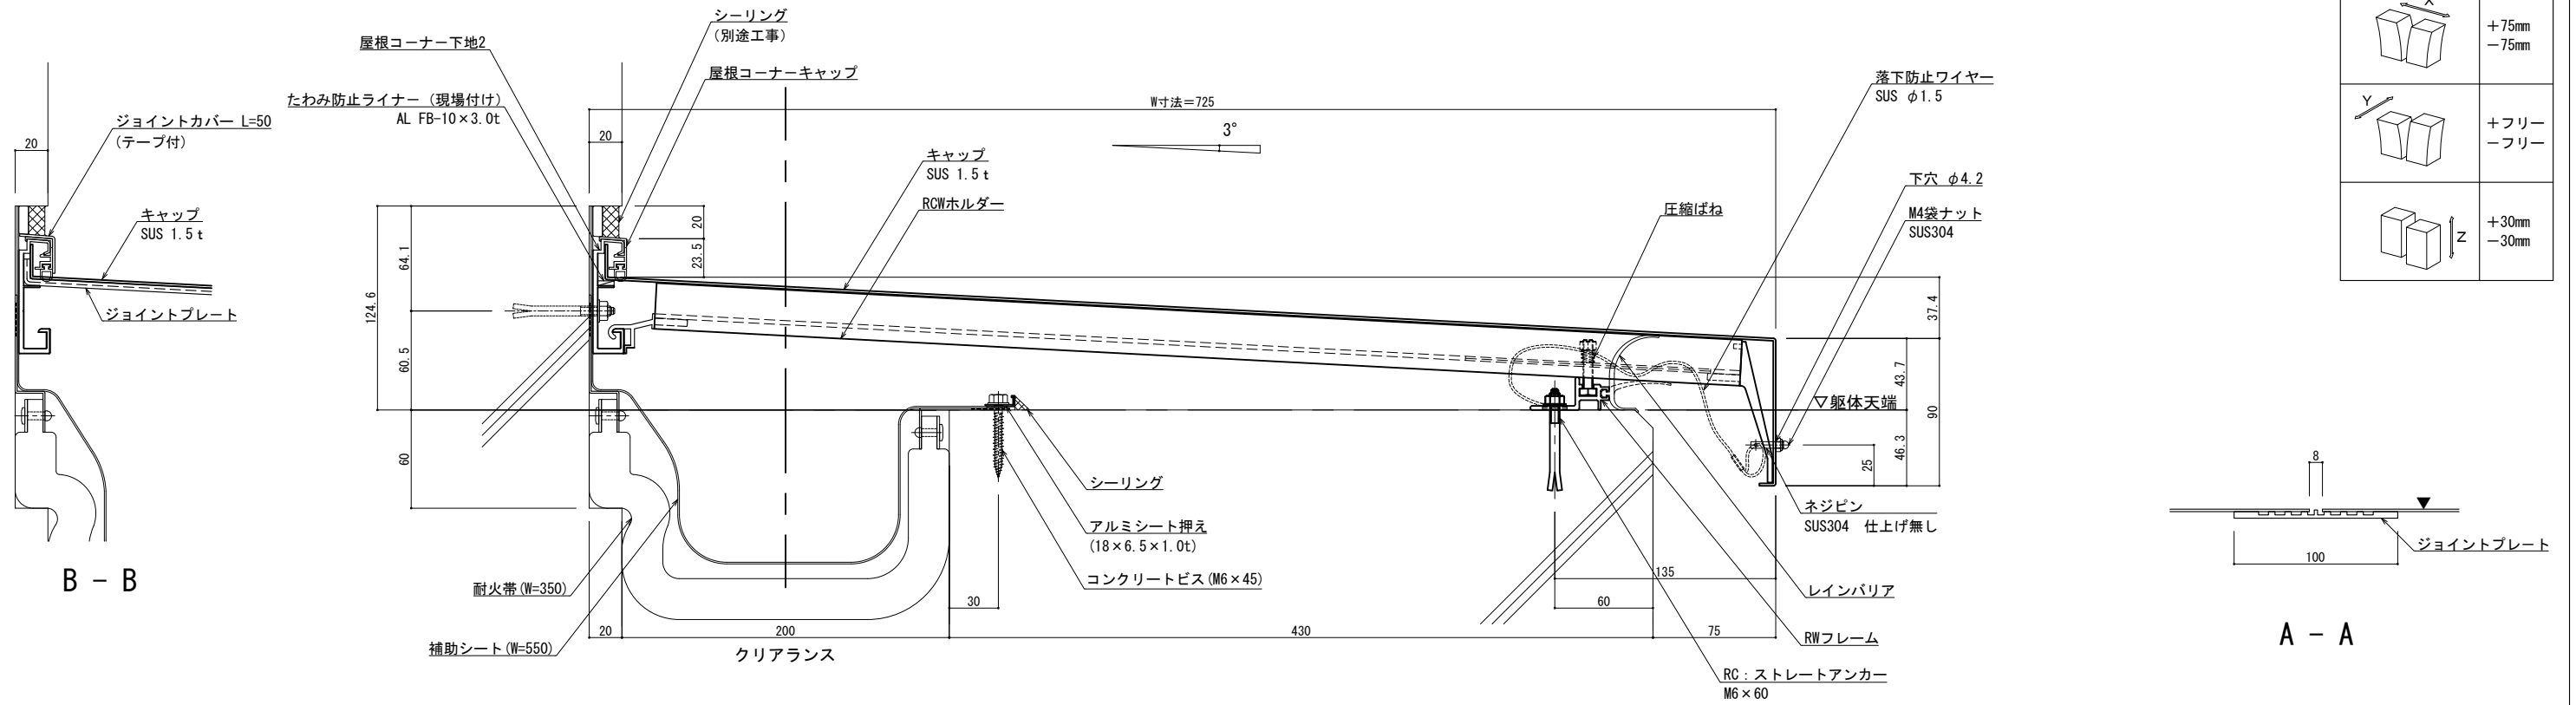 シーリング
(別途工事)
屋根コーナー下地2
屋根コーナーキャップ
たわみ防止ライナー（現場付け）
AL FB-10×3.0t
ジョイントカバー L=50
(テープ付)
20
キャップ
SUS 1.5t
ジョイントプレート
B － B
W寸法＝725
20
3°
キャップ
SUS 1.5t
RCWホルダー
圧縮ばね
落下防止ワイヤー
SUS φ1.5
下穴 φ4.2
M4袋ナット
SUS304
20
23.5
64.1
124.6
60.5
60
37.4
43.7
90
46.3
25
▽躯体天端
シーリング
アルミシート押え
(18×6.5×1.0t)
コンクリートビス(M6×45)
耐火帯(W=350)
補助シート(W=550)
ネジピン
SUS304 仕上げ無し
レインバリア
RWフレーム
RC：ストレートアンカー
M6×60
30
135
60
20
200
430
75
クリアランス
X
＋75mm
－75mm
Y
＋フリー
－フリー
Z
＋30mm
－30mm
8
100
ジョイントプレート
A － A